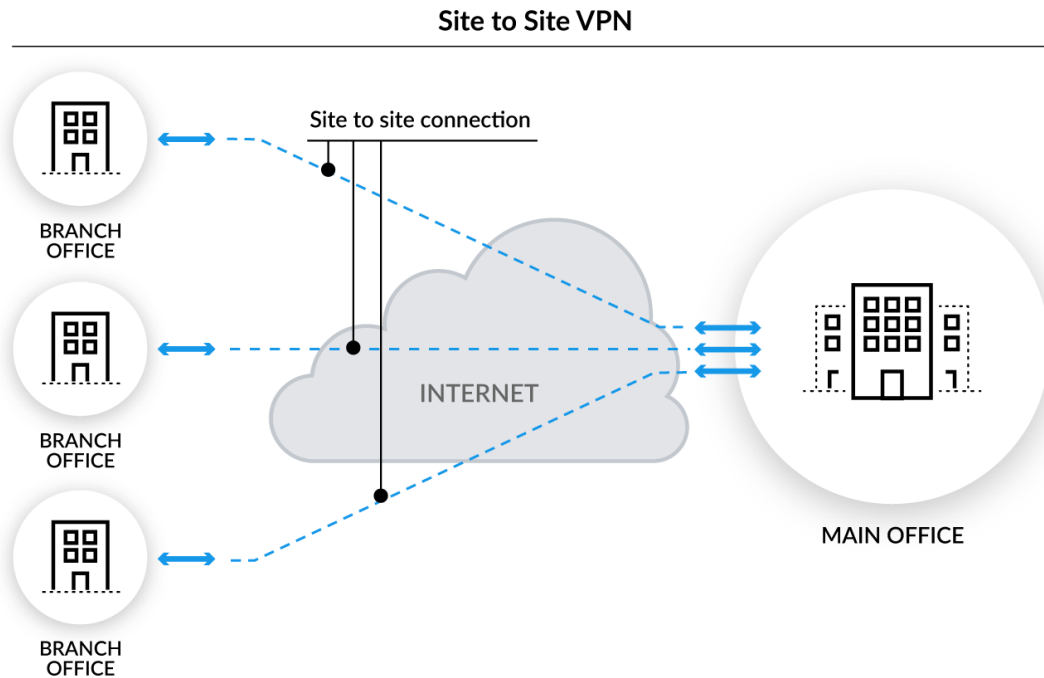 Site to Site VPN
Site to site connection
BRANCH
OFFICE
BRANCH
OFFICE
INTERNET
BRANCH
OFFICE
MAIN OFFICE